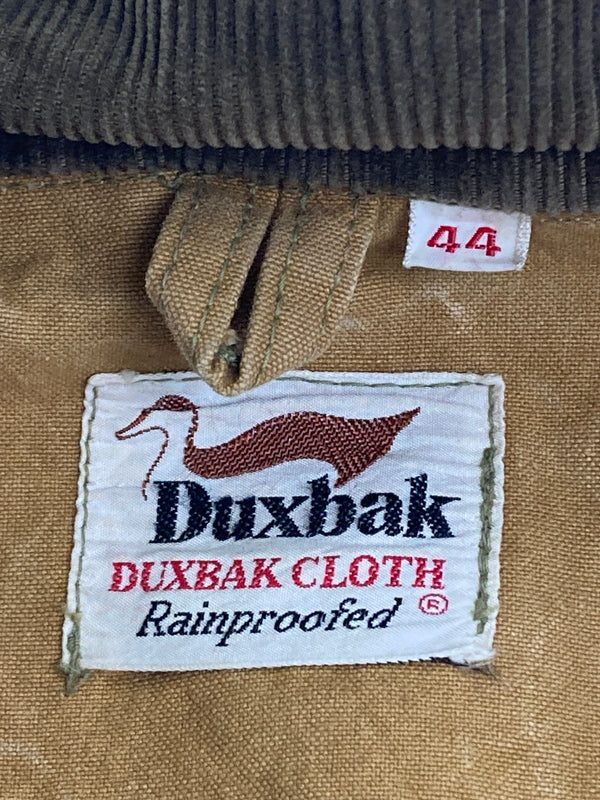 44
Duxbak
DUXBAK CLOTH
Rainproofed ®